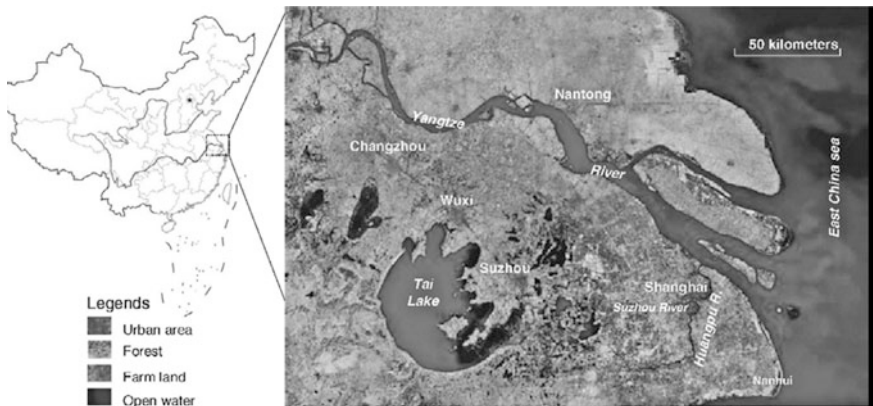 50 kilometers
Nantong
Yangtze
Changzhou
River
East China sea
Wuxi
Suzhou
Tai
Lake
Shanghai
Suzhou River
Huangpu R.
Nanhui
Legends
Urban area
Forest
Farm land
Open water